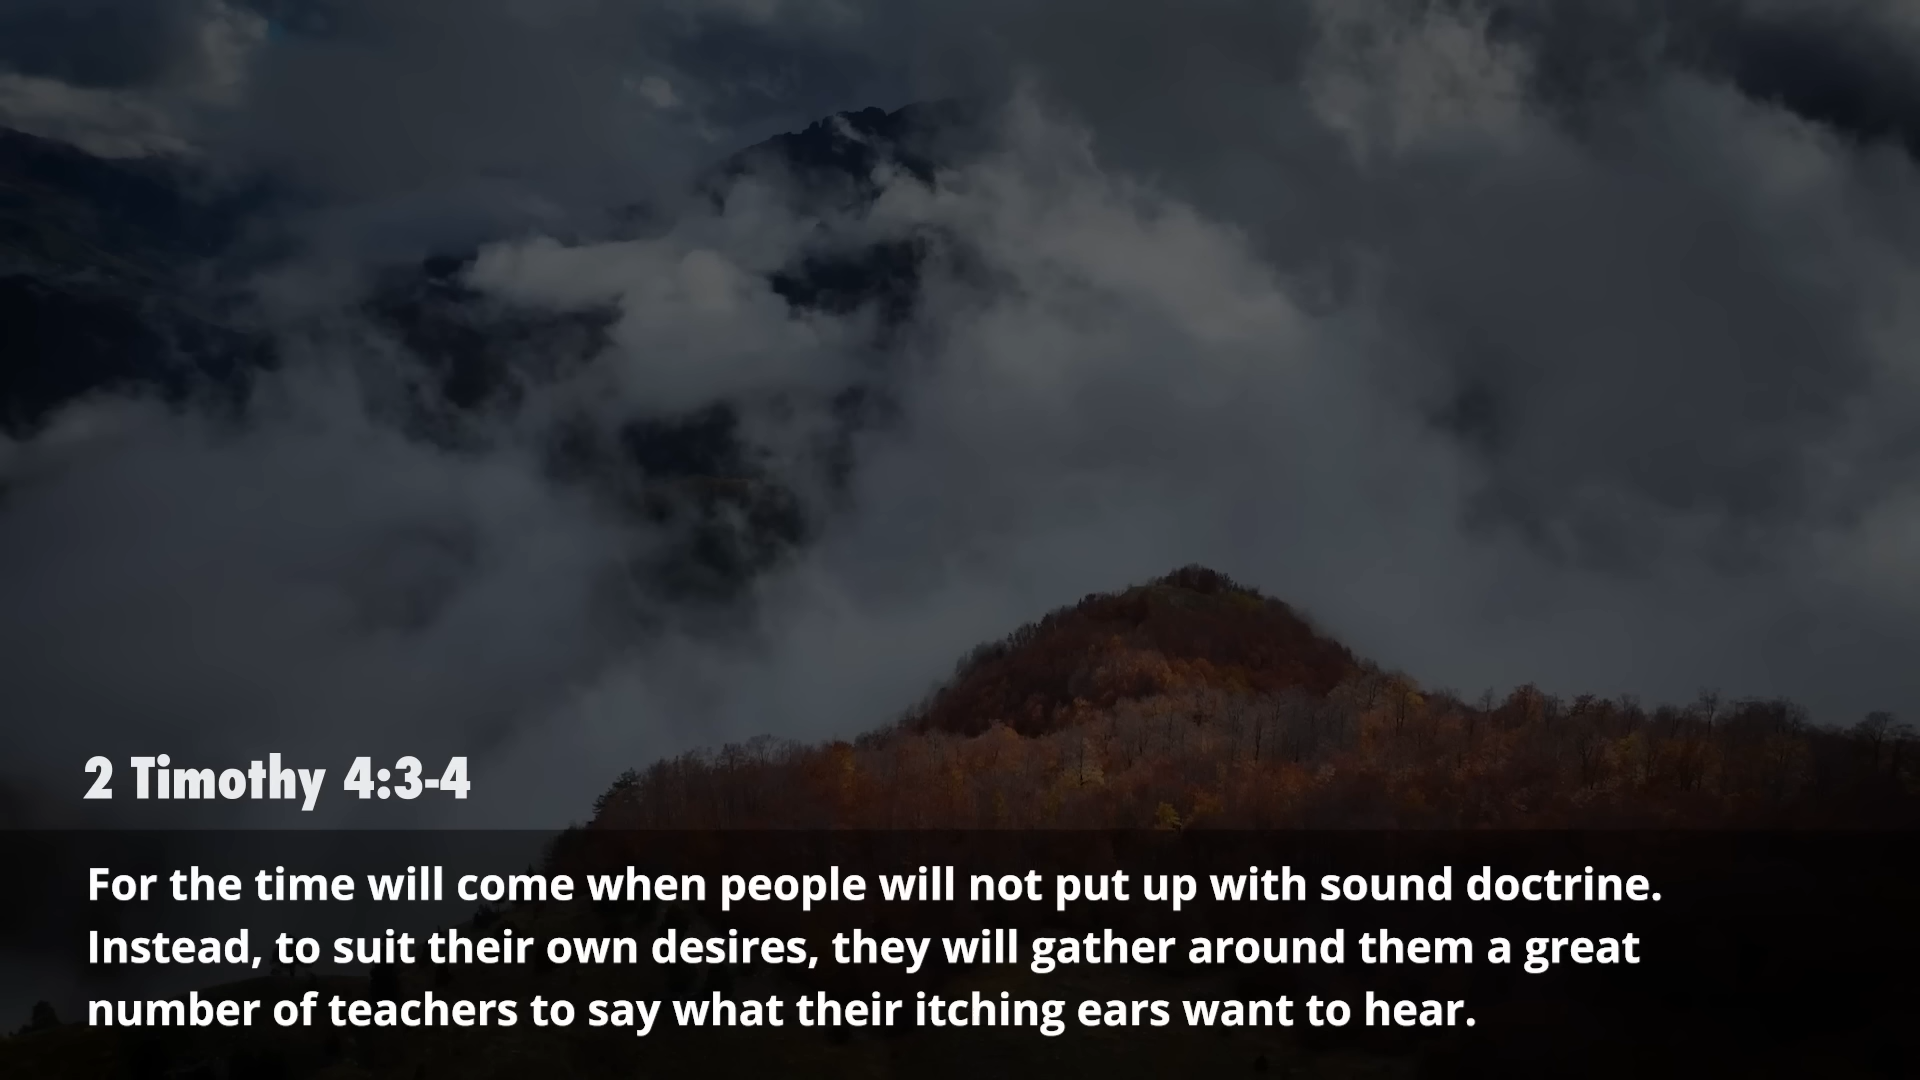 2 Timothy 4:3-4
For the time will come when people will not put up with sound doctrine.
Instead, to suit their own desires, they will gather around them a great
number of teachers to say what their itching ears want to hear.